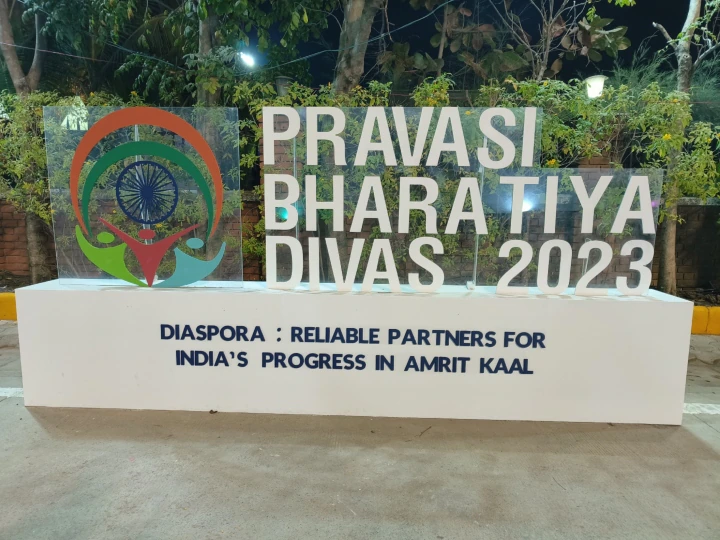 PRAVASI
BHARATIYA
DIVAS 2023
DIASPORA : RELIABLE PARTNERS FOR
INDIA'S PROGRESS IN AMRIT KAAL